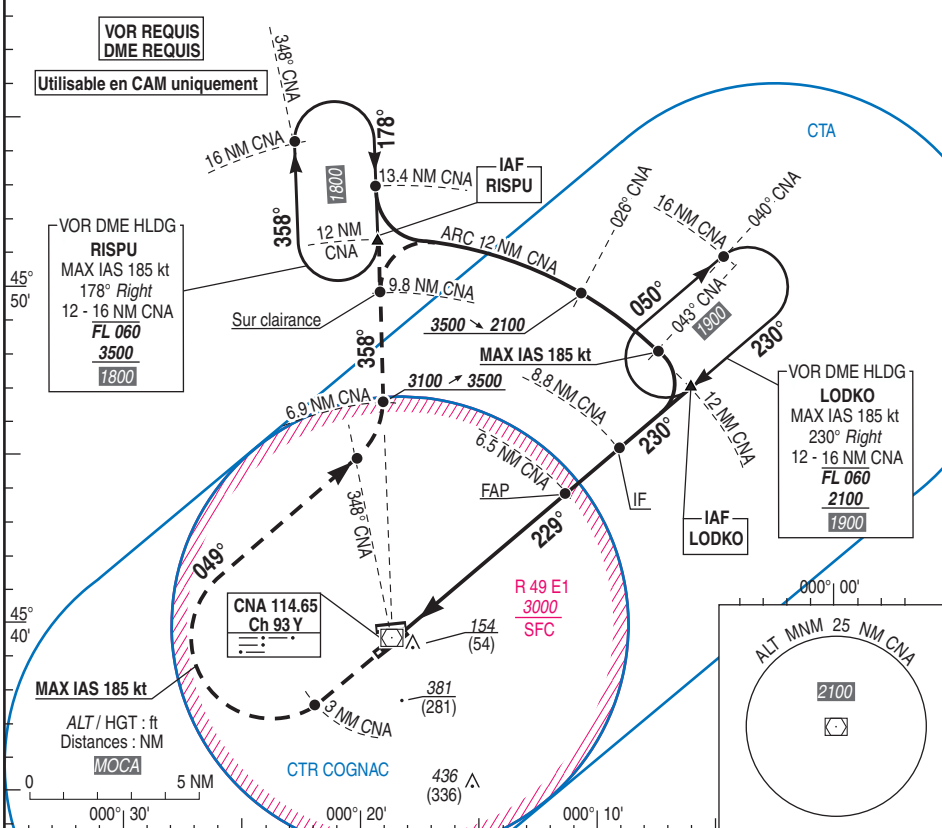 VOR REQUIS
DME REQUIS
Utilisable en CAM uniquement
348° CNA
16 NM CNA
178°
1800
358°
13.4 NM CNA
12 NM
CNA
IAF
RISPU
CTA
VOR DME HLDG
RISPU
MAX IAS 185 kt
178° Right
12 - 16 NM CNA
FL 060
3500
1800
45°
50'
ARC 12 NM CNA
026° CNA
16 NM CNA
040° CNA
9.8 NM CNA
Sur clairance
358°
3500 ↘ 2100
050°
043° CNA
1900
230°
MAX IAS 185 kt
3100 ↗ 3500
6.9 NM CNA
8.8 NM CNA
230°
12 NM CNA
VOR DME HLDG
LODKO
MAX IAS 185 kt
230° Right
12 - 16 NM CNA
FL 060
2100
1900
6.5 NM CNA
FAP
IF
IAF
LODKO
348° CNA
229°
049°
R 49 E1
3000
SFC
CNA 114.65
Ch 93 Y
45°
40'
154
(54)
381
(281)
3 NM CNA
MAX IAS 185 kt
ALT / HGT : ft
Distances : NM
MOCA
0 5 NM
CTR COGNAC
436
(336)
000° 00'
ALT MNM 25 NM CNA
2100
000° 30'
000° 20'
000° 10'